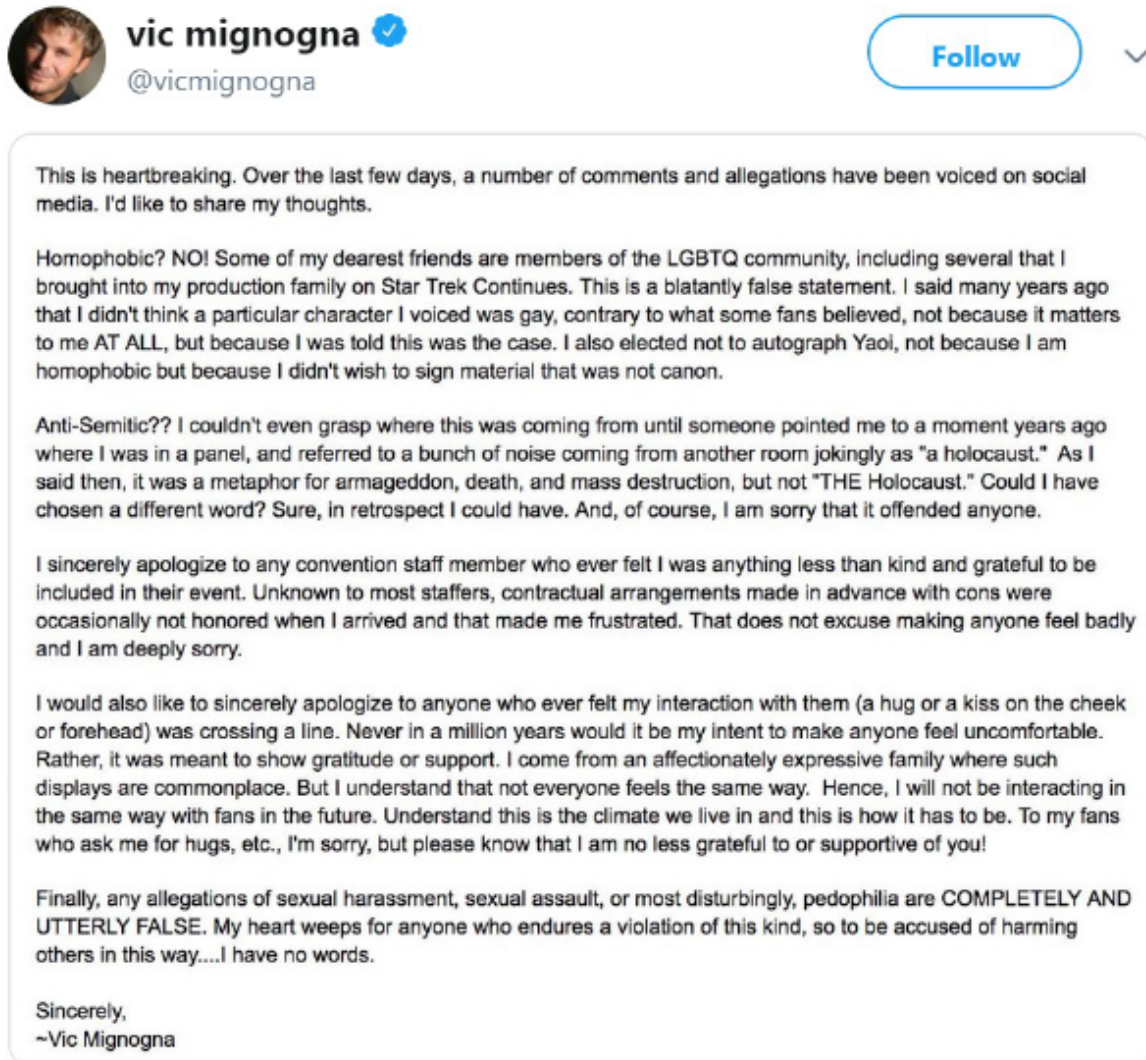 vic mignogna
@vicmignogna
Follow
This is heartbreaking. Over the last few days, a number of comments and allegations have been voiced on social
media. I'd like to share my thoughts.
Homophobic? NO! Some of my dearest friends are members of the LGBTQ community, including several that I
brought into my production family on Star Trek Continues. This is a blatantly false statement. I said many years ago
that I didn't think a particular character I voiced was gay, contrary to what some fans believed, not because it matters
to me AT ALL, but because I was told this was the case. I also elected not to autograph Yaoi, not because I am
homophobic but because I didn't wish to sign material that was not canon.
Anti-Semitic?? I couldn't even grasp where this was coming from until someone pointed me to a moment years ago
where I was in a panel, and referred to a bunch of noise coming from another room jokingly as "a holocaust." As I
said then, it was a metaphor for armageddon, death, and mass destruction, but not "THE Holocaust." Could I have
chosen a different word? Sure, in retrospect I could have. And, of course, I am sorry that it offended anyone.
I sincerely apologize to any convention staff member who ever felt I was anything less than kind and grateful to be
included in their event. Unknown to most staffers, contractual arrangements made in advance with cons were
occasionally not honored when I arrived and that made me frustrated. That does not excuse making anyone feel badly
and I am deeply sorry.
I would also like to sincerely apologize to anyone who ever felt my interaction with them (a hug or a kiss on the cheek
or forehead) was crossing a line. Never in a million years would it be my intent to make anyone feel uncomfortable.
Rather, it was meant to show gratitude or support. I come from an affectionately expressive family where such
displays are commonplace. But I understand that not everyone feels the same way. Hence, I will not be interacting in
the same way with fans in the future. Understand this is the climate we live in and this is how it has to be. To my fans
who ask me for hugs, etc., I'm sorry, but please know that I am no less grateful to or supportive of you!
Finally, any allegations of sexual harassment, sexual assault, or most disturbingly, pedophilia are COMPLETELY AND
UTTERLY FALSE. My heart weeps for anyone who endures a violation of this kind, so to be accused of harming
others in this way....I have no words.
Sincerely,
~Vic Mignogna